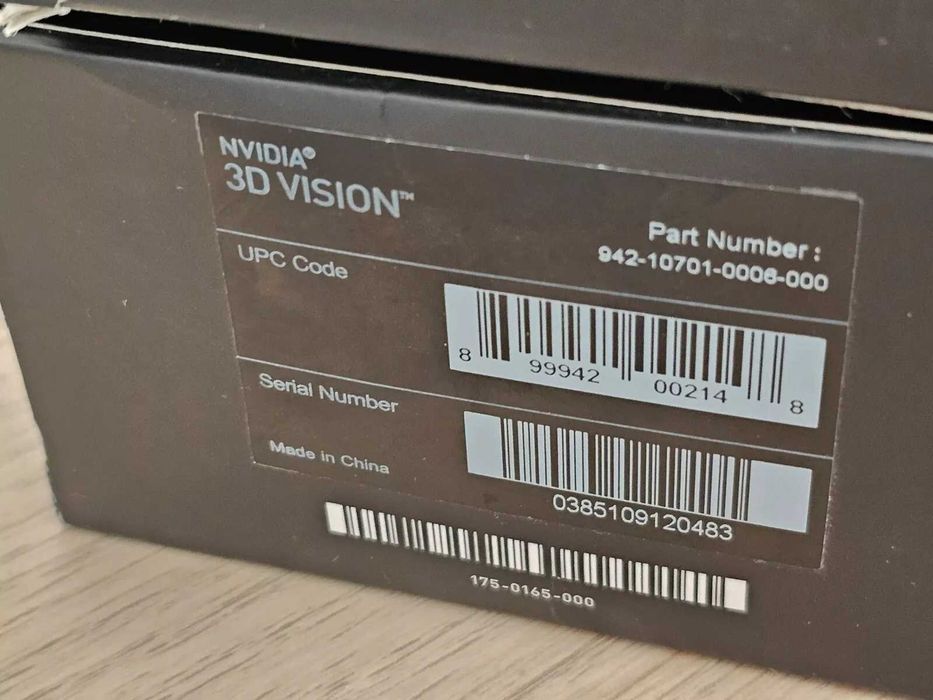 NVIDIA®
3D VISION™
Part Number :
942-10701-0006-000
UPC Code
8 99942 00214 8
Serial Number
Made in China
0385109120483
175-0165-000